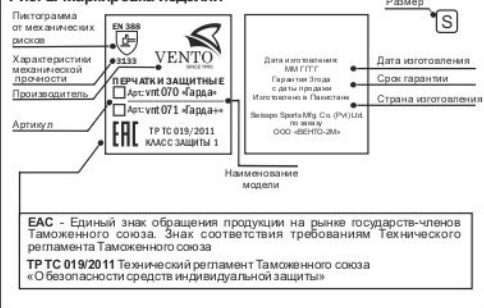 Размер
S
Пиктограмма
от механических
рисков
Характеристики
механической
прочности
Производитель
Артикул
EN 388
3133
VENTO
SINCE 1990
ПЕРЧАТКИ ЗАЩИТНЫЕ
Арт: vnt 070 «Гарда»
Арт: vnt 071 «Гарда+»
EAC
ТР ТС 019/2011
КЛАСС ЗАЩИТЫ 1
Дата изготовления
ММ ГГГГ
Гарантия 3 года
с даты продажи
Изготовлено в Пакистане
Sports Mfg. Co. (Pvt) Ltd.
по заказу
ООО «ВЕНТО-2М»
Дата изготовления
Срок гарантии
Страна изготовления
Наименование
модели
ЕАС - Единый знак обращения продукции на рынке государств-членов
Таможенного союза. Знак соответствия требованиям Технического
регламента Таможенного союза
ТР ТС 019/2011 Технический регламент Таможенного союза
«О безопасности средств индивидуальной защиты»